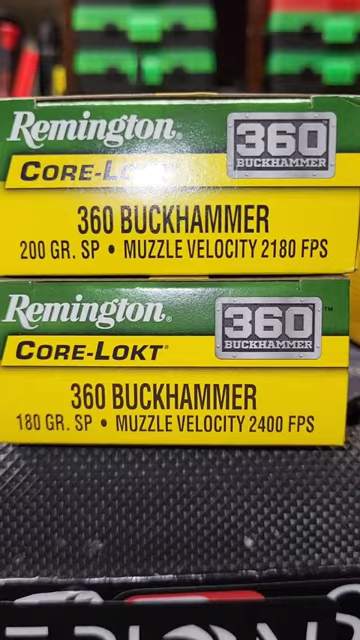 Remington®
360
BUCKHAMMER
CORE-LOKT
360 BUCKHAMMER
200 GR. SP • MUZZLE VELOCITY 2180 FPS
Remington®
360™
BUCKHAMMER
CORE-LOKT®
360 BUCKHAMMER
180 GR. SP • MUZZLE VELOCITY 2400 FPS